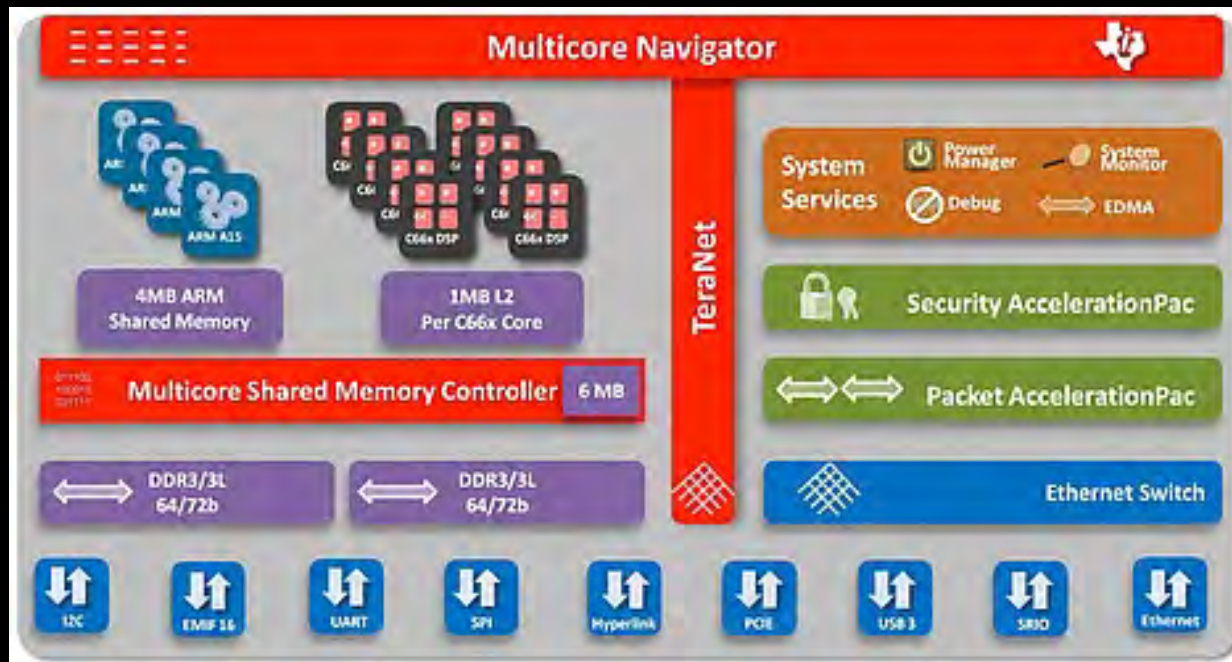 Multicore Navigator
ARM A15
C66x DSP
C66x DSP
4MB ARM
Shared Memory
1MB L2
Per C66x Core
TeraNet
System
Services
Power
Manager
System
Monitor
Debug
EDMA
Security AccelerationPac
Multicore Shared Memory Controller
6 MB
Packet AccelerationPac
DDR3/3L
64/72b
DDR3/3L
64/72b
Ethernet Switch
I2C
EMIF 16
UART
SPI
Hyperlink
PCIE
USB 3
SRIO
Ethernet